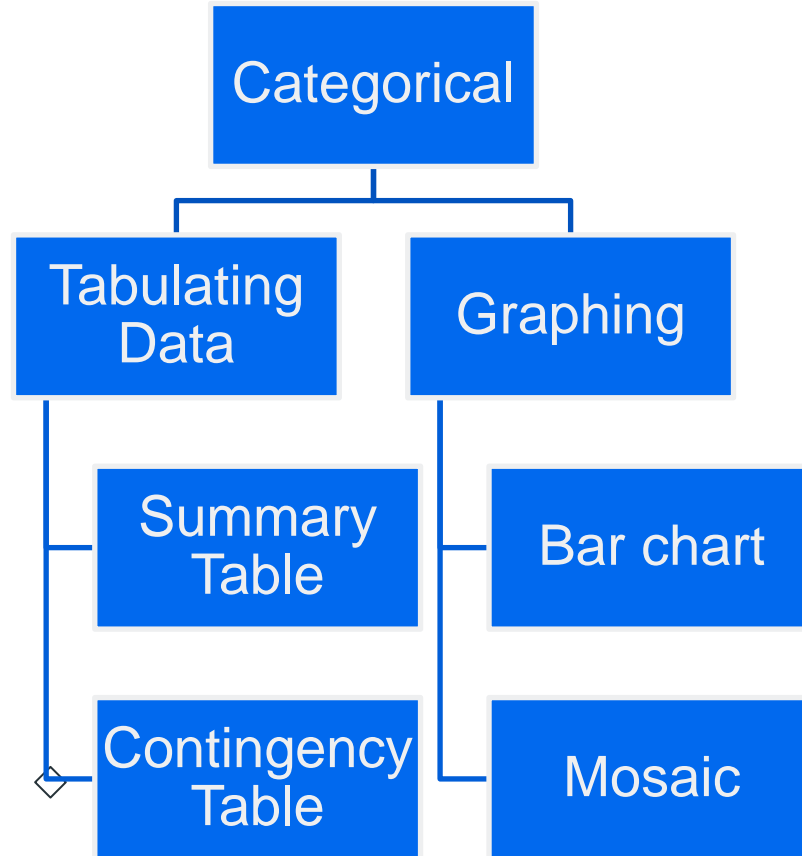 Categorical
Tabulating
Data
Graphing
Summary
Table
Bar chart
Contingency
Table
Mosaic